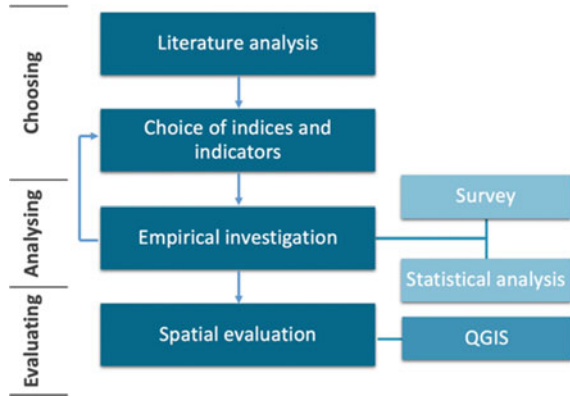 Choosing
Literature analysis
Choice of indices and
indicators
Analysing
Empirical investigation
Survey
Statistical analysis
Evaluating
Spatial evaluation
QGIS